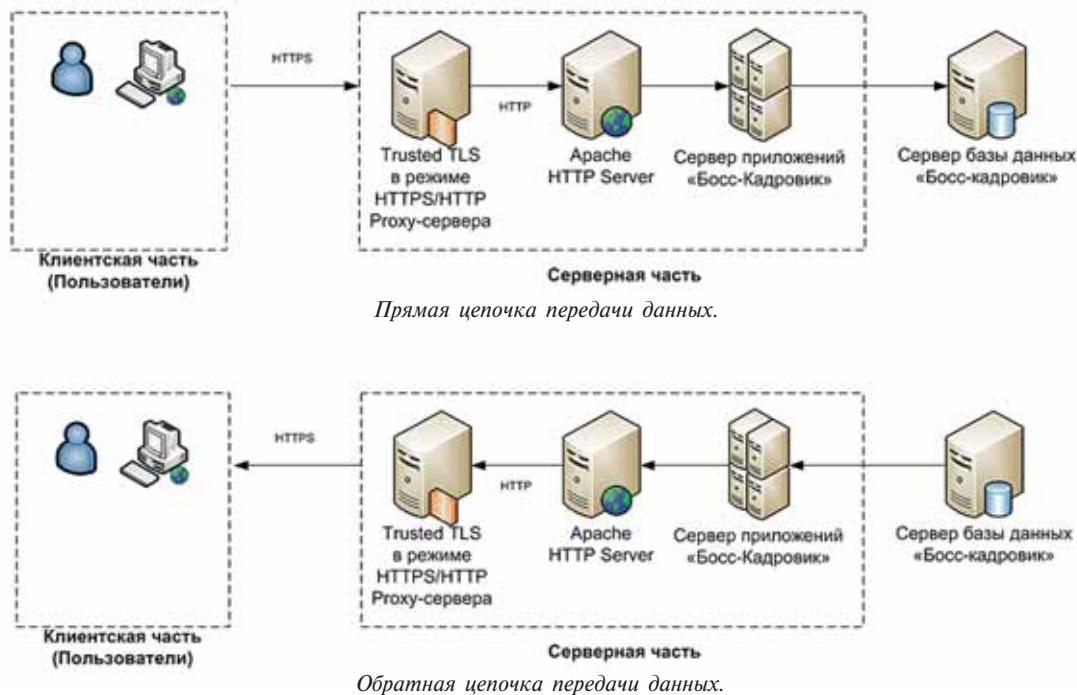 HTTPS
HTTP
Trusted TLS
в режиме
HTTPS/HTTP
Proxy-сервера
Apache
HTTP Server
Сервер приложений
«Босс-Кадровик»
Сервер базы данных
«Босс-кадровик»
Клиентская часть
(Пользователи)
Серверная часть
Прямая цепочка передачи данных.
HTTPS
HTTP
Trusted TLS
в режиме
HTTPS/HTTP
Proxy-сервера
Apache
HTTP Server
Сервер приложений
«Босс-Кадровик»
Сервер базы данных
«Босс-кадровик»
Клиентская часть
(Пользователи)
Серверная часть
Обратная цепочка передачи данных.